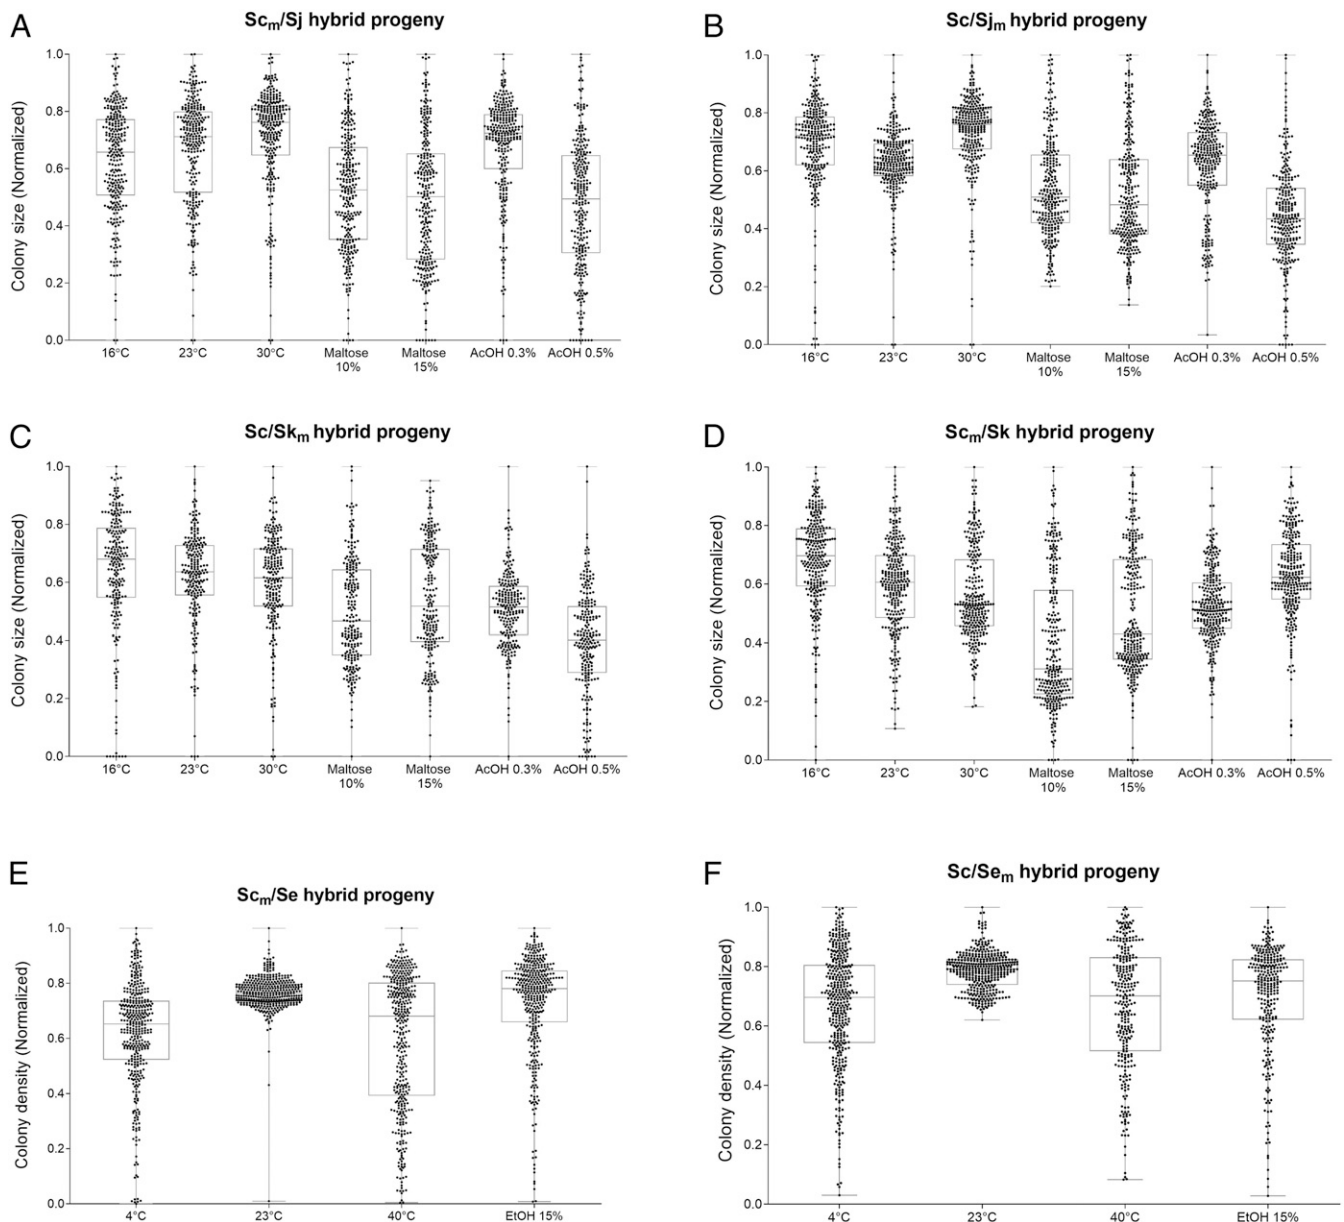 A
Scm/Sj hybrid progeny
Colony size (Normalized)
1.0
0.8
0.6
0.4
0.2
0.0
16°C 23°C 30°C Maltose 10% Maltose 15% AcOH 0.3% AcOH 0.5%
B
Sc/Sjm hybrid progeny
Colony size (Normalized)
1.0
0.8
0.6
0.4
0.2
0.0
16°C 23°C 30°C Maltose 10% Maltose 15% AcOH 0.3% AcOH 0.5%
C
Sc/Skm hybrid progeny
Colony size (Normalized)
1.0
0.8
0.6
0.4
0.2
0.0
16°C 23°C 30°C Maltose 10% Maltose 15% AcOH 0.3% AcOH 0.5%
D
Scm/Sk hybrid progeny
Colony size (Normalized)
1.0
0.8
0.6
0.4
0.2
0.0
16°C 23°C 30°C Maltose 10% Maltose 15% AcOH 0.3% AcOH 0.5%
E
Scm/Se hybrid progeny
Colony density (Normalized)
1.0
0.8
0.6
0.4
0.2
0.0
4°C 23°C 40°C EtOH 15%
F
Sc/Sem hybrid progeny
Colony density (Normalized)
1.0
0.8
0.6
0.4
0.2
0.0
4°C 23°C 40°C EtOH 15%